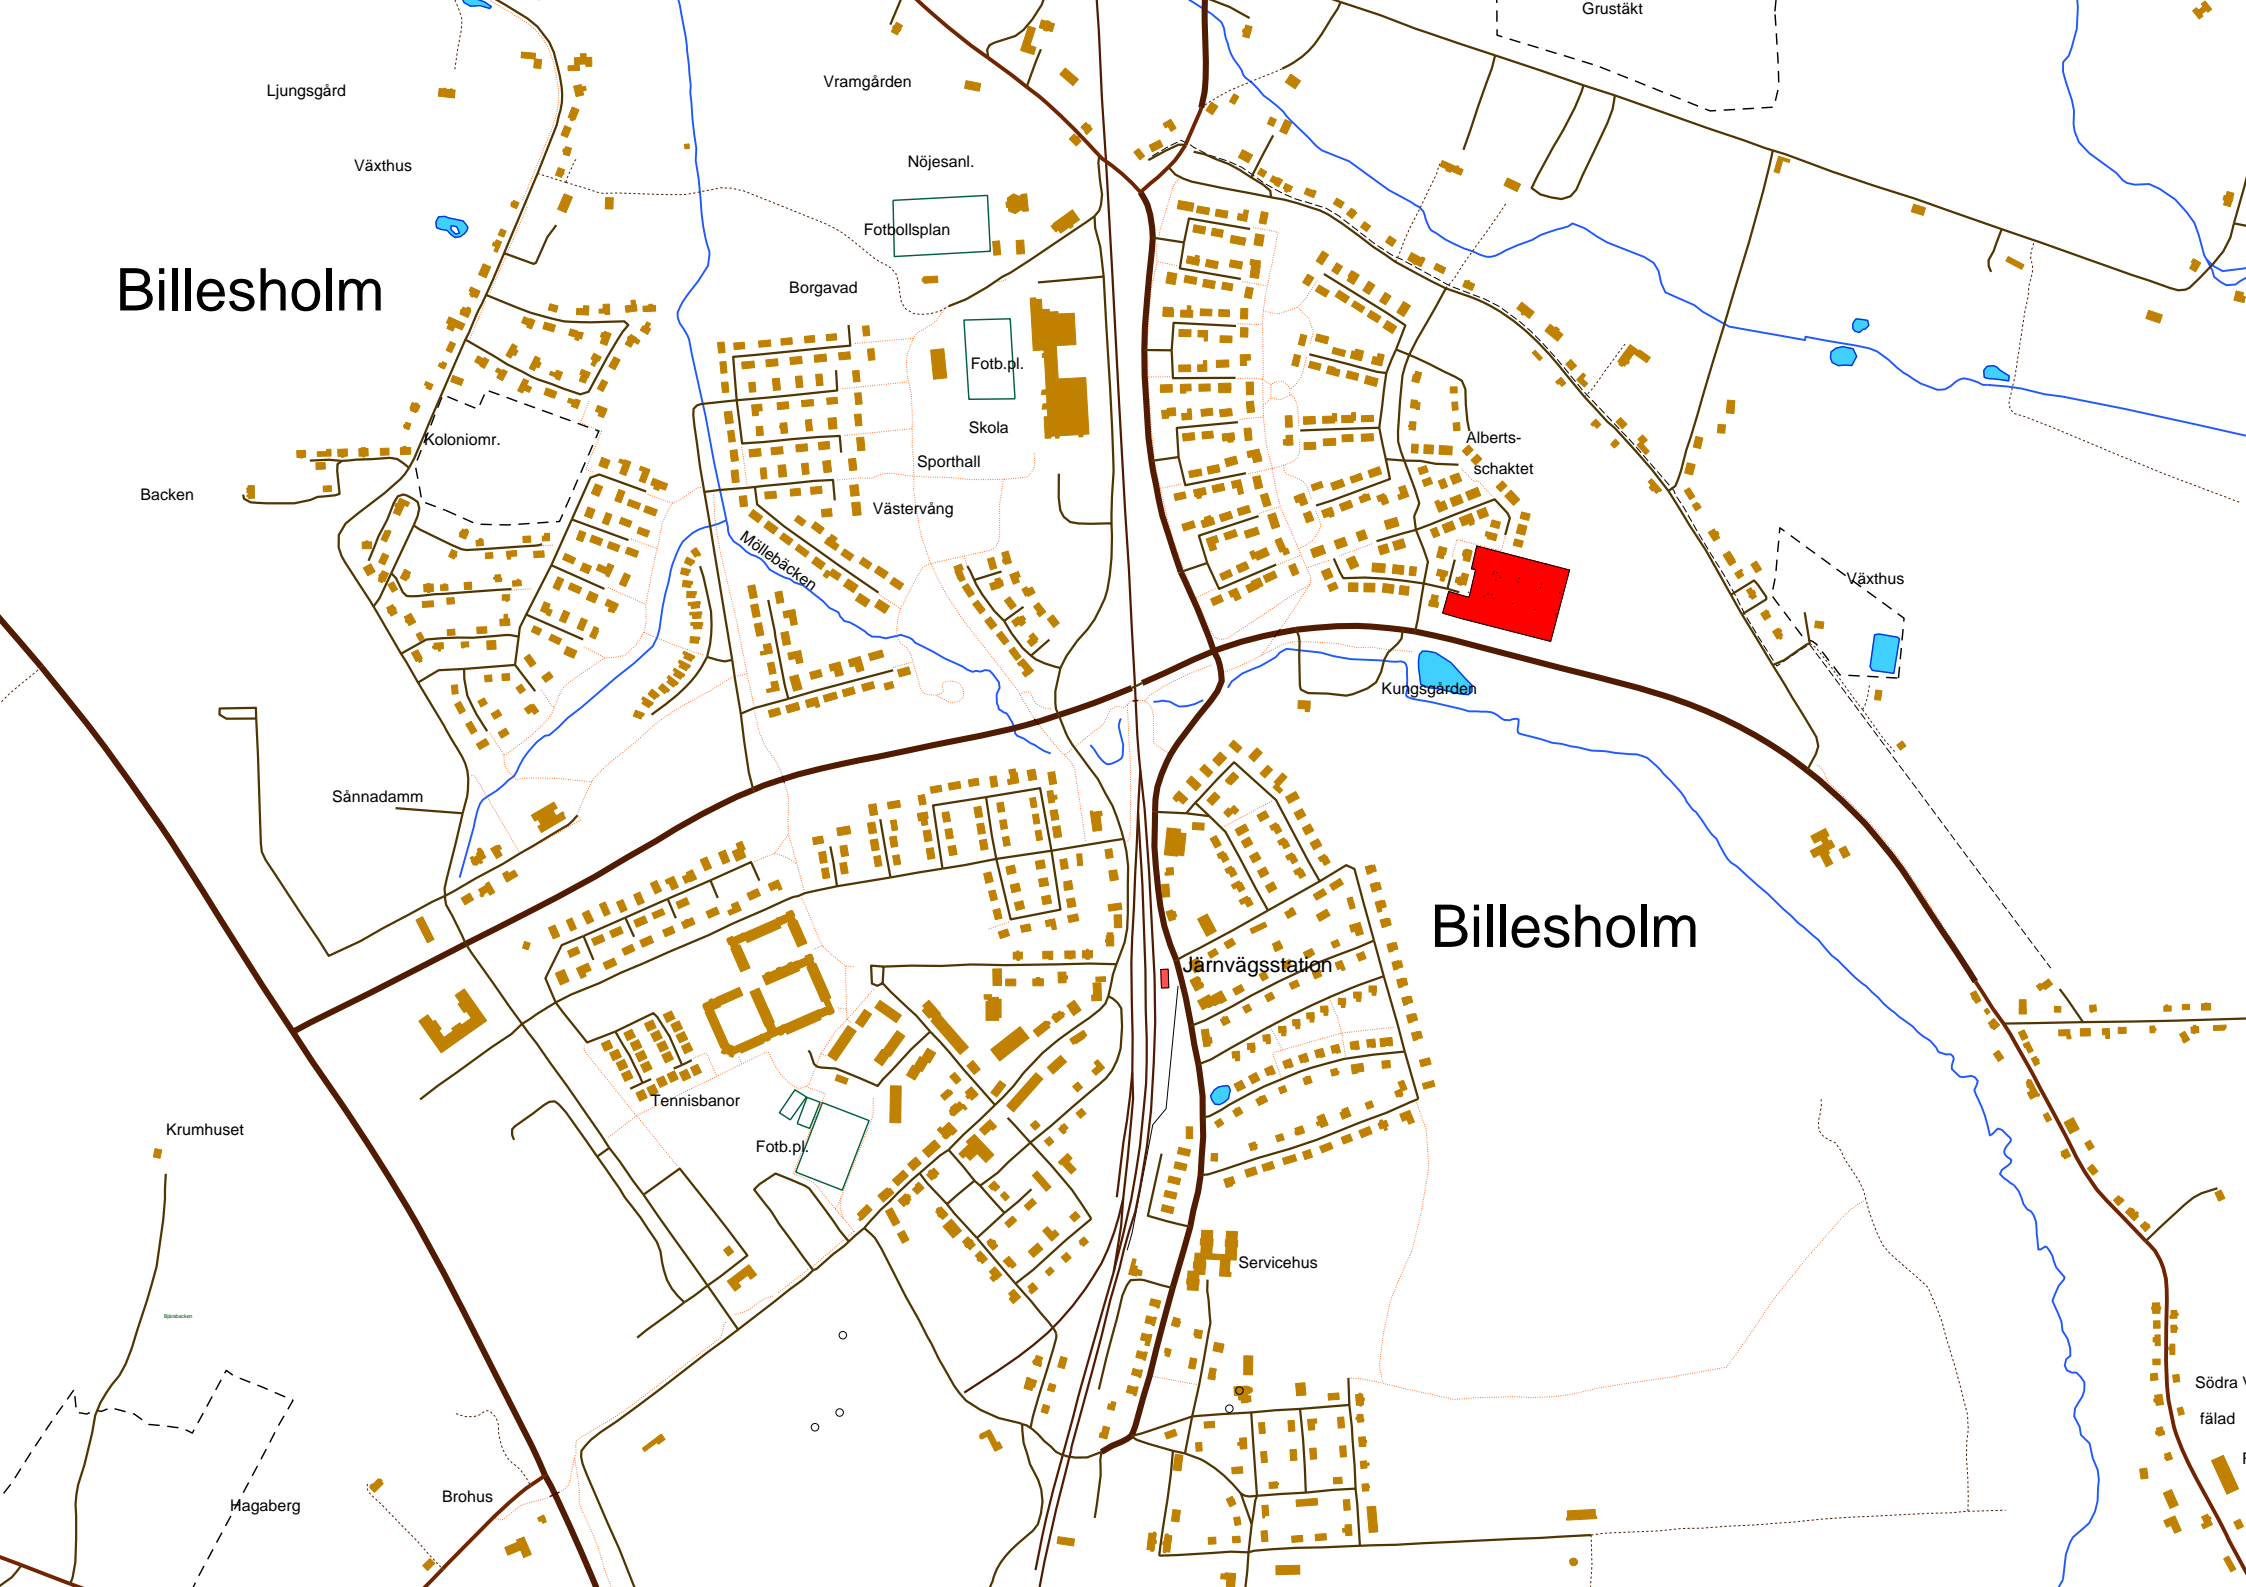 Grustäkt
Ljungsgård
Vramgården
Växthus
Nöjesanl.
Fotbollsplan
Billesholm
Borgavad
Fotb.pl.
Skola
Koloniomr.
Alberts-
schaktet
Sporthall
Backen
Västervång
Möllebäcken
Växthus
Kungsgården
Sånnadamm
Billesholm
Järnvägsstation
Tennisbanor
Krumhuset
Fotb.pl.
Servicehus
Bjärabacken
Södra V
fälad
Brohus
Hagaberg